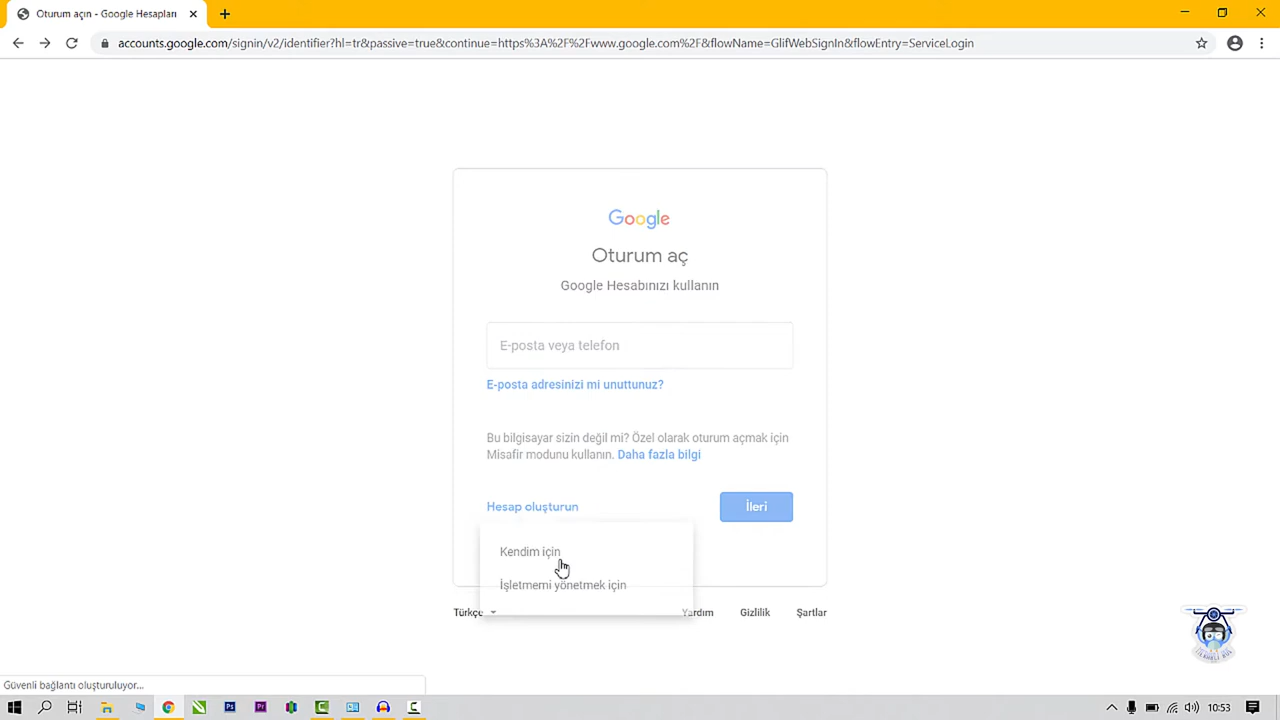 Oturum açın - Google Hesapları
accounts.google.com/signin/v2/identifier?hl=tr&passive=true&continue=https%3A%2F%2Fwww.google.com%2F&flowName=GlifWebSignIn&flowEntry=ServiceLogin
Google
Oturum aç
Google Hesabınızı kullanın
E-posta veya telefon
E-posta adresinizi mi unuttunuz?
Bu bilgisayar sizin değil mi? Özel olarak oturum açmak için
Misafir modunu kullanın. Daha fazla bilgi
Hesap oluşturun
İleri
Kendim için
İşletmemi yönetmek için
Türkçe
Yardım
Gizlilik
Şartlar
Güvenli bağlantı oluşturuluyor...
Ps
Pr
10:53